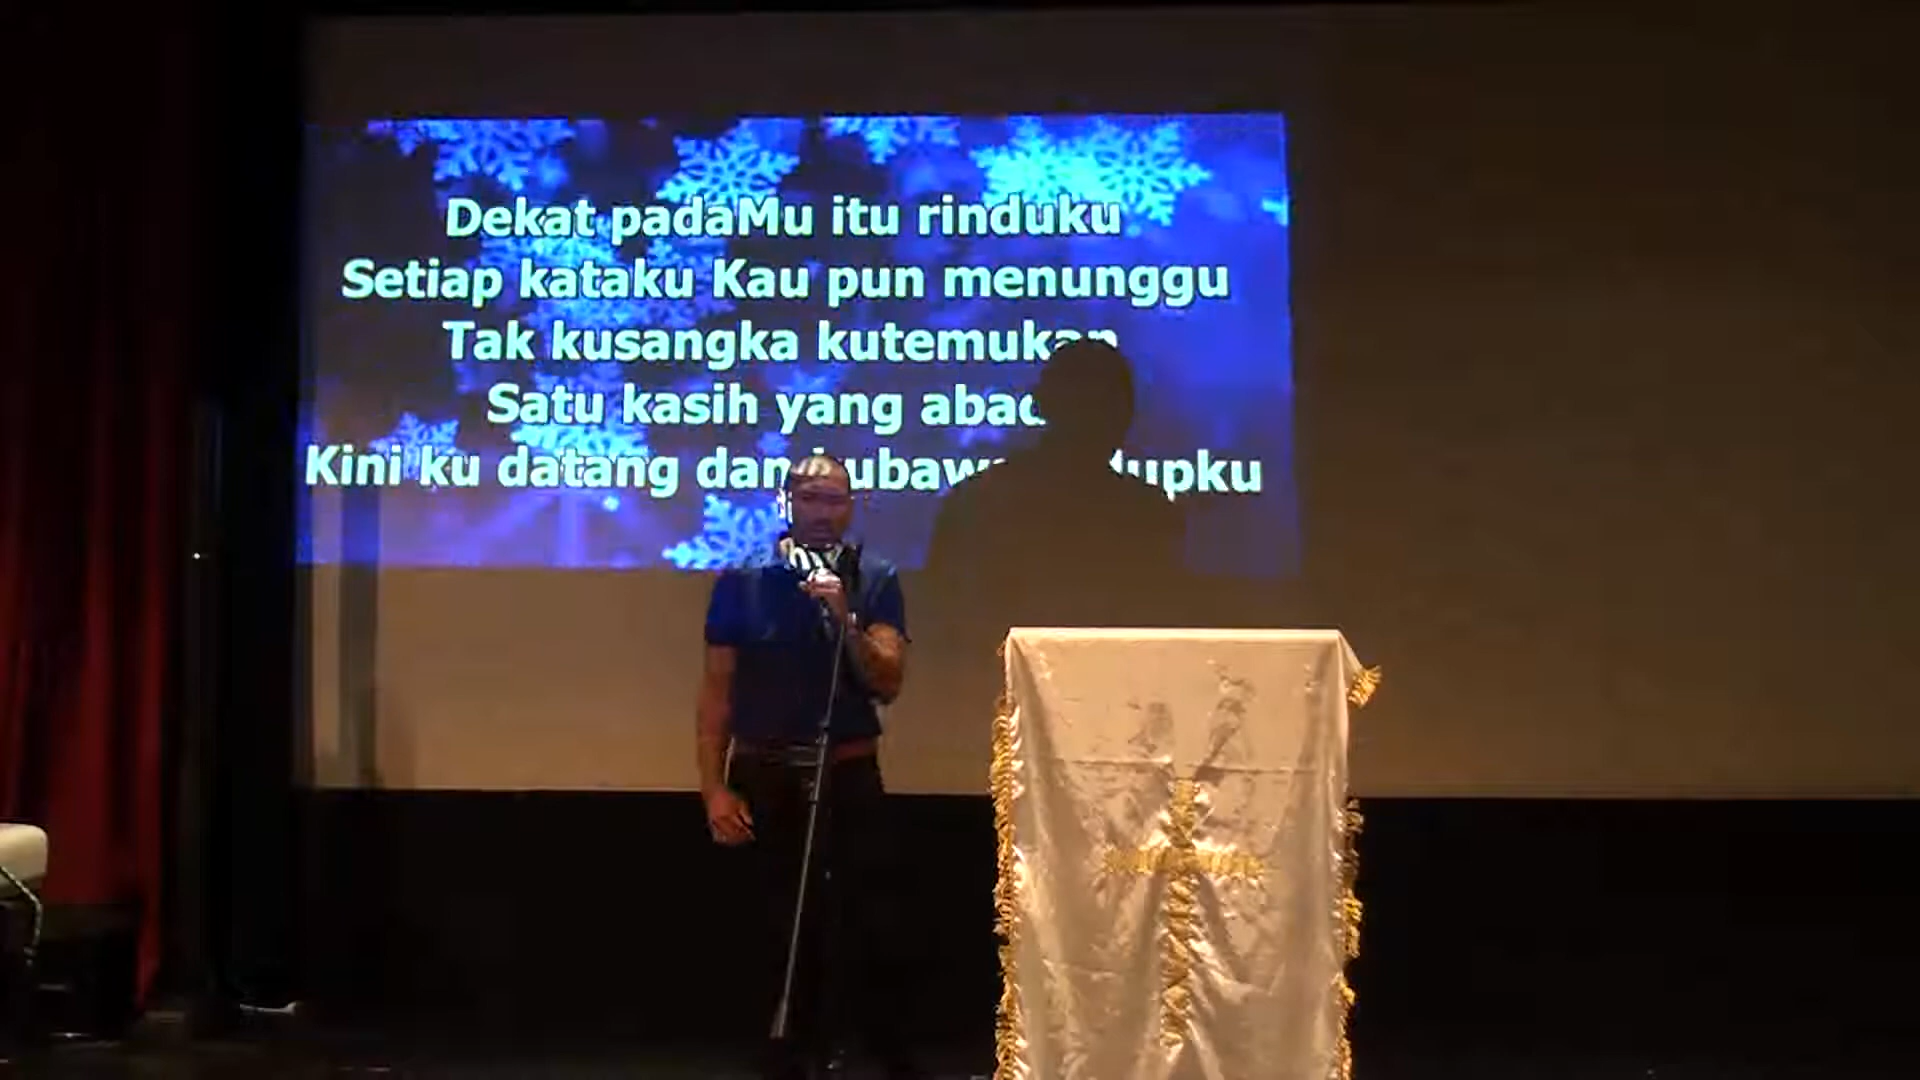 Dekat padaMu itu rinduku
Setiap kataku Kau pun menunggu
Tak kusangka kutemukan
Satu kasih yang
Kini ku datang dan